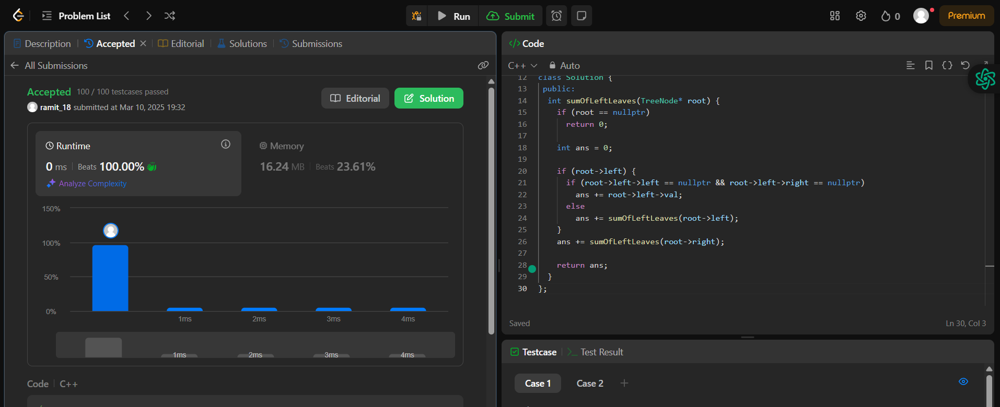 Problem List
Run
Submit
0
Premium
Description
Accepted
Editorial
Solutions
Submissions
All Submissions
Accepted 100 / 100 testcases passed
ramit_18 submitted at Mar 10, 2025 19:32
Editorial
Solution
Runtime
0 ms Beats 100.00%
Analyze Complexity
Memory
16.24 MB Beats 23.61%
150%
100%
50%
0%
1ms 2ms 3ms 4ms
1ms 2ms 3ms 4ms
Code C++
</> Code
C++ Auto
12 class Solution {
13 public:
14 int sumOfLeftLeaves(TreeNode* root) {
15 if (root == nullptr)
16 return 0;
17
18 int ans = 0;
19
20 if (root->left) {
21 if (root->left->left == nullptr && root->left->right == nullptr)
22 ans += root->left->val;
23 else
24 ans += sumOfLeftLeaves(root->left);
25 }
26 ans += sumOfLeftLeaves(root->right);
27
28 return ans;
29 }
30 };
Saved
Ln 30, Col 3
Testcase
Test Result
Case 1
Case 2